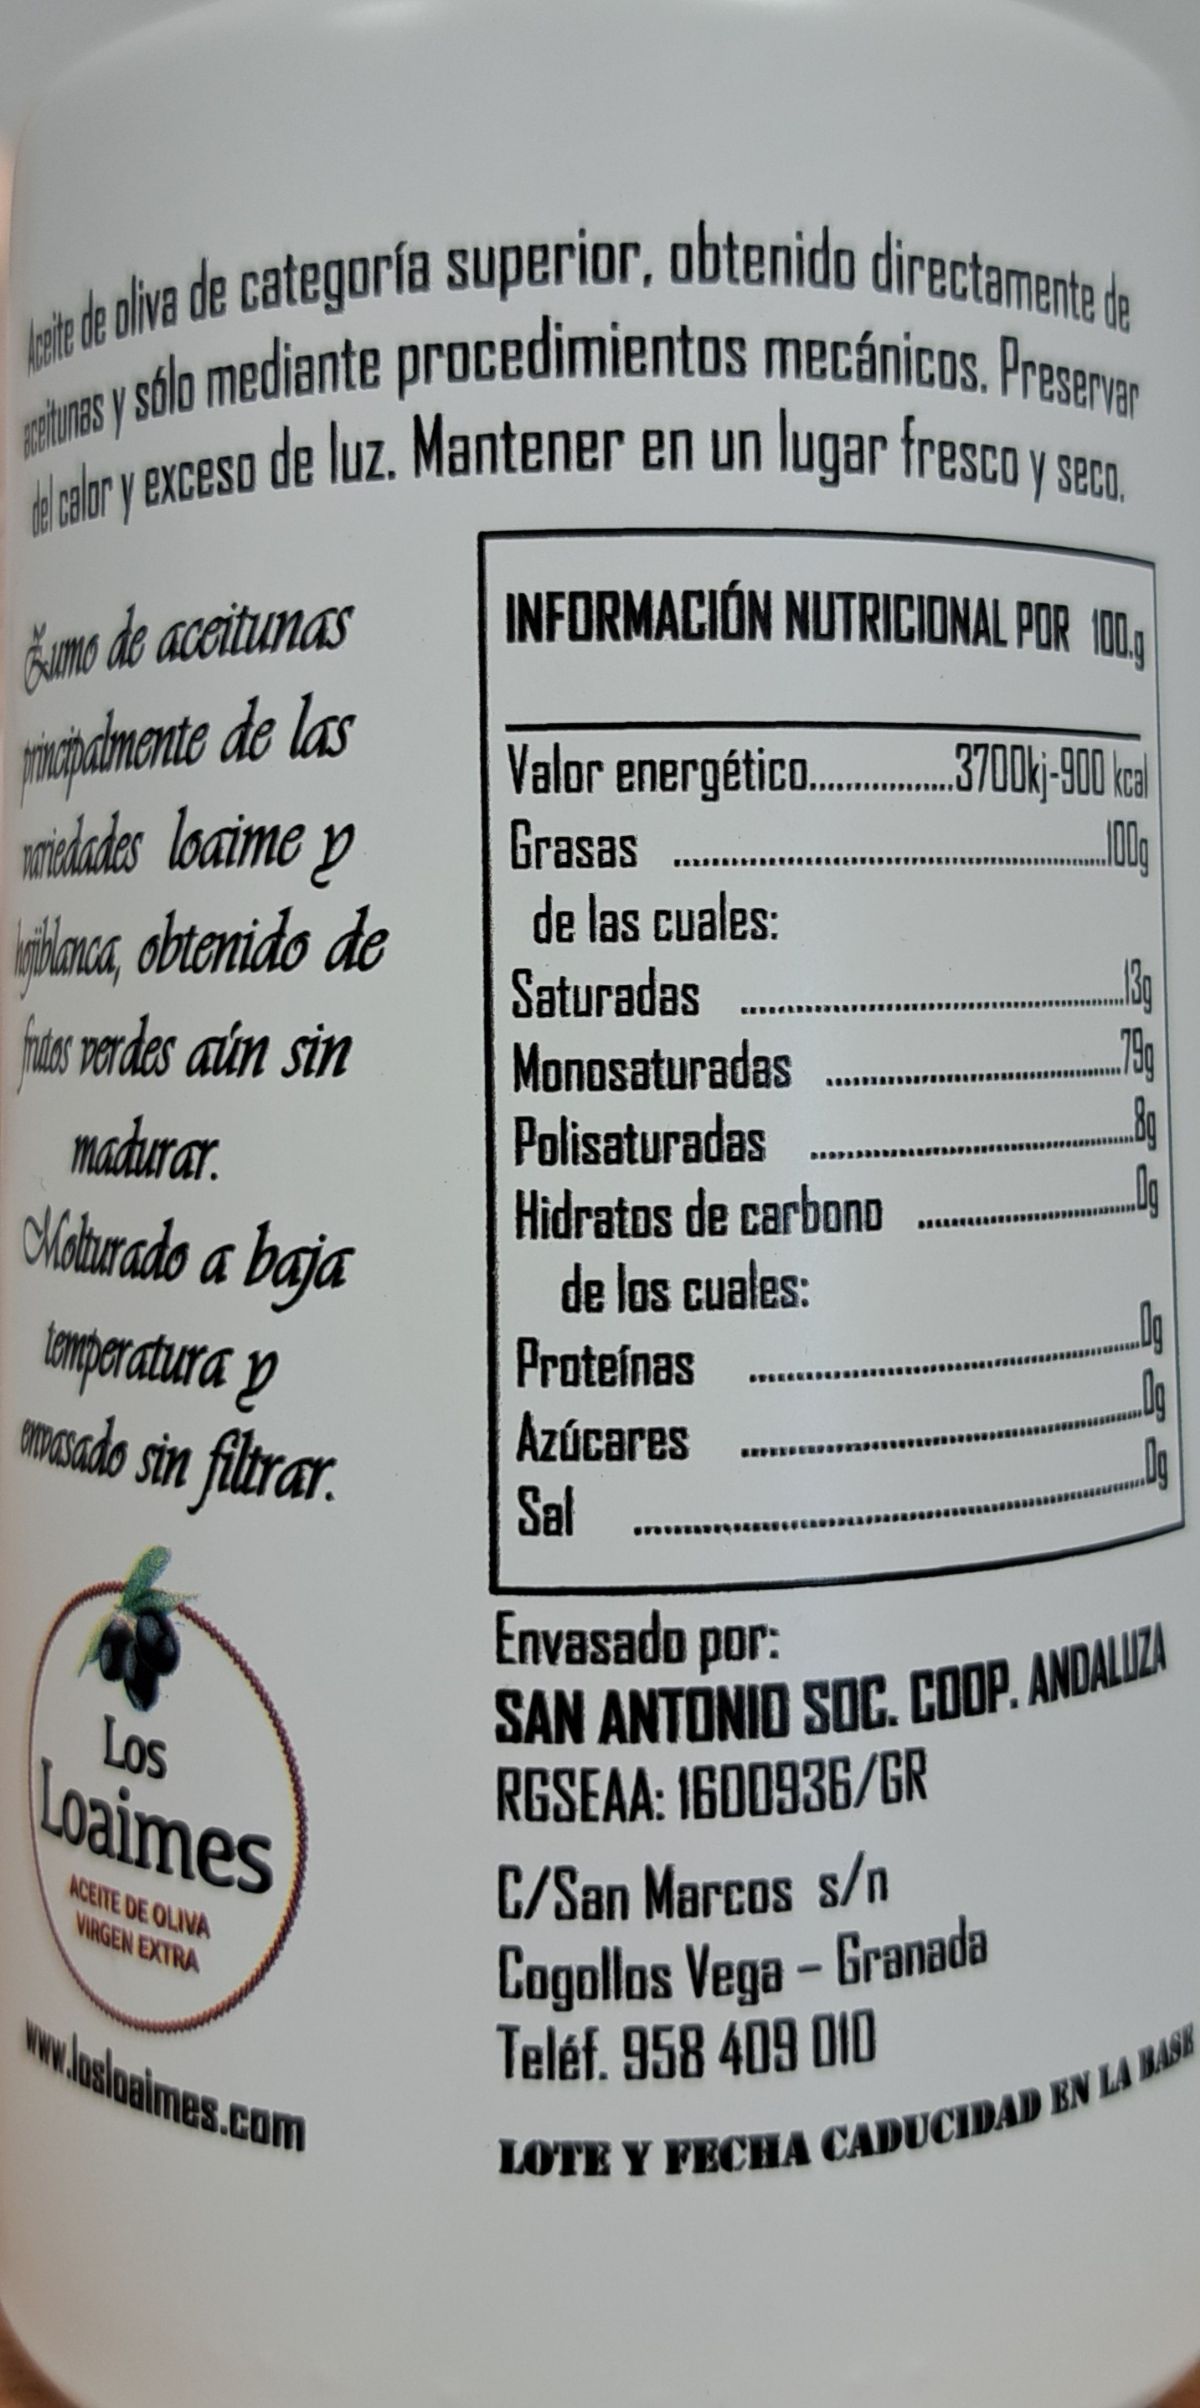 Aceite de oliva de categoría superior, obtenido directamente de
aceitunas y sólo mediante procedimientos mecánicos. Preservar
del calor y exceso de luz. Mantener en un lugar fresco y seco.
Zumo de aceitunas
principalmente de las
variedades loaime y
hojiblanca, obtenido de
frutos verdes aún sin
madurar.
Molturado a baja
temperatura y
envasado sin filtrar.
Los
Loaimes
ACEITE DE OLIVA
VIRGEN EXTRA
www.losloaimes.com
INFORMACIÓN NUTRICIONAL POR 100.g
Valor energético.................3700kj-900 kcal
Grasas ..................................................100g
de las cuales:
Saturadas ............................................13g
Monosaturadas ..................................79g
Polisaturadas .....................................8g
Hidratos de carbono .........................0g
de los cuales:
Proteínas .............................................0g
Azúcares ..............................................0g
Sal ...........................................................0g
Envasado por:
SAN ANTONIO SOC. COOP. ANDALUZA
RGSEAA: 1600936/GR
C/San Marcos s/n
Cogollos Vega – Granada
Teléf. 958 409 010
LOTE Y FECHA CADUCIDAD EN LA BASE